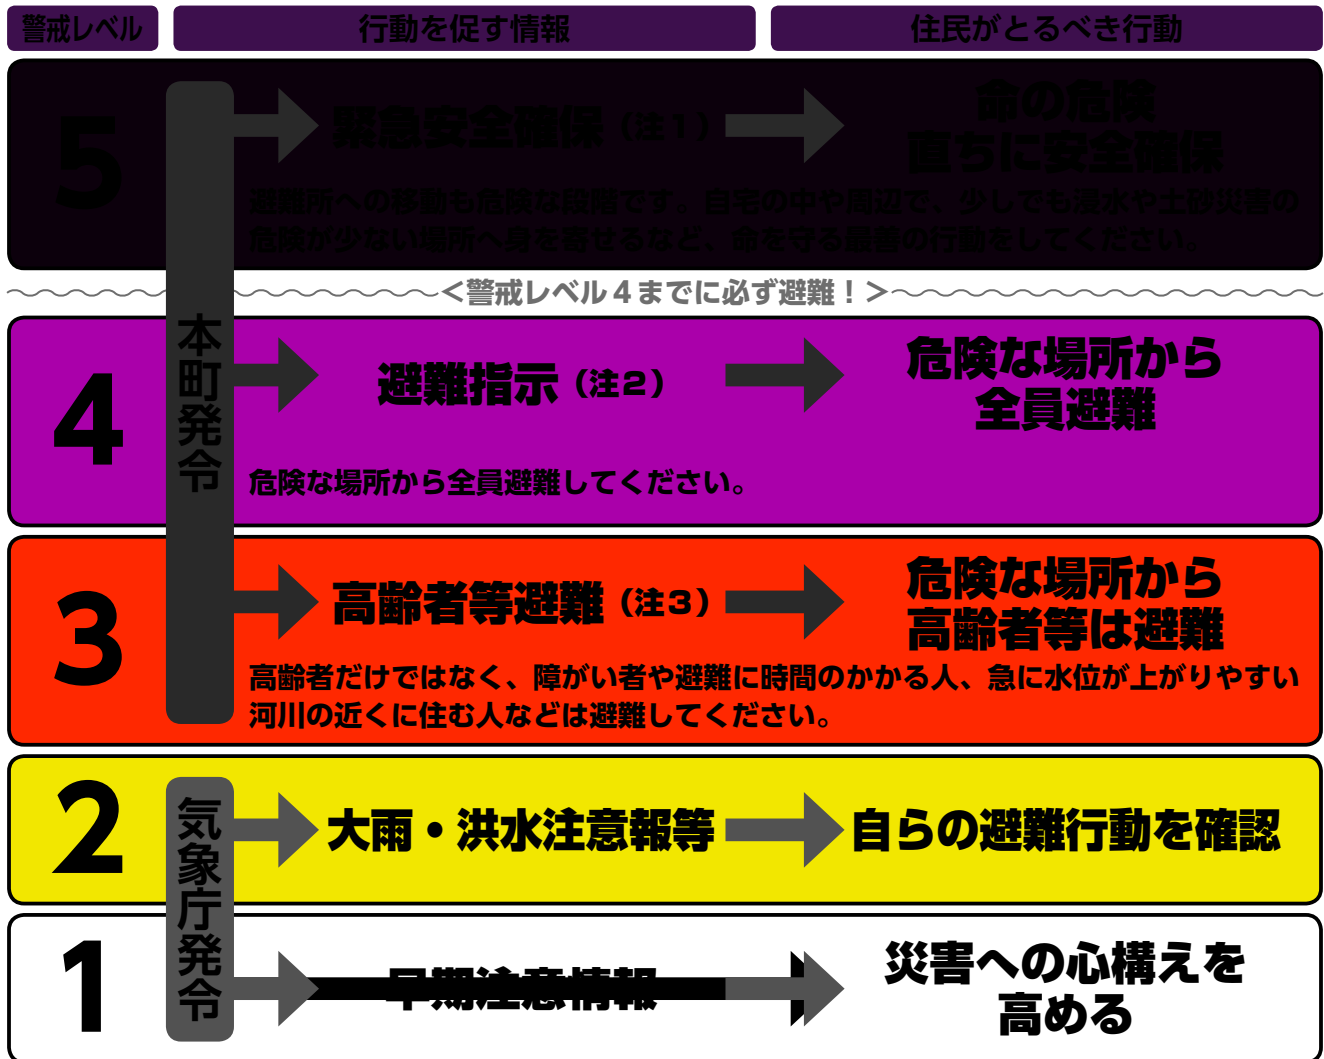 警戒レベル 行動を促す情報 住民がとるべき行動
5 緊急安全確保(注1) 命の危険
直ちに安全確保
避難所への移動も危険な段階です。自宅の中や周辺で、少しでも浸水や土砂災害の
危険が少ない場所へ身を寄せるなど、命を守る最善の行動をしてください。
<警戒レベル4までに必ず避難!>
本町発令
4 避難指示(注2) 危険な場所から
全員避難
危険な場所から全員避難してください。
3 高齢者等避難(注3) 危険な場所から
高齢者等は避難
高齢者だけではなく、障がい者や避難に時間のかかる人、急に水位が上がりやすい
河川の近くに住む人などは避難してください。
気象庁発令
2 大雨・洪水注意報等 自らの避難行動を確認
1 早期注意情報 災害への心構えを
高める